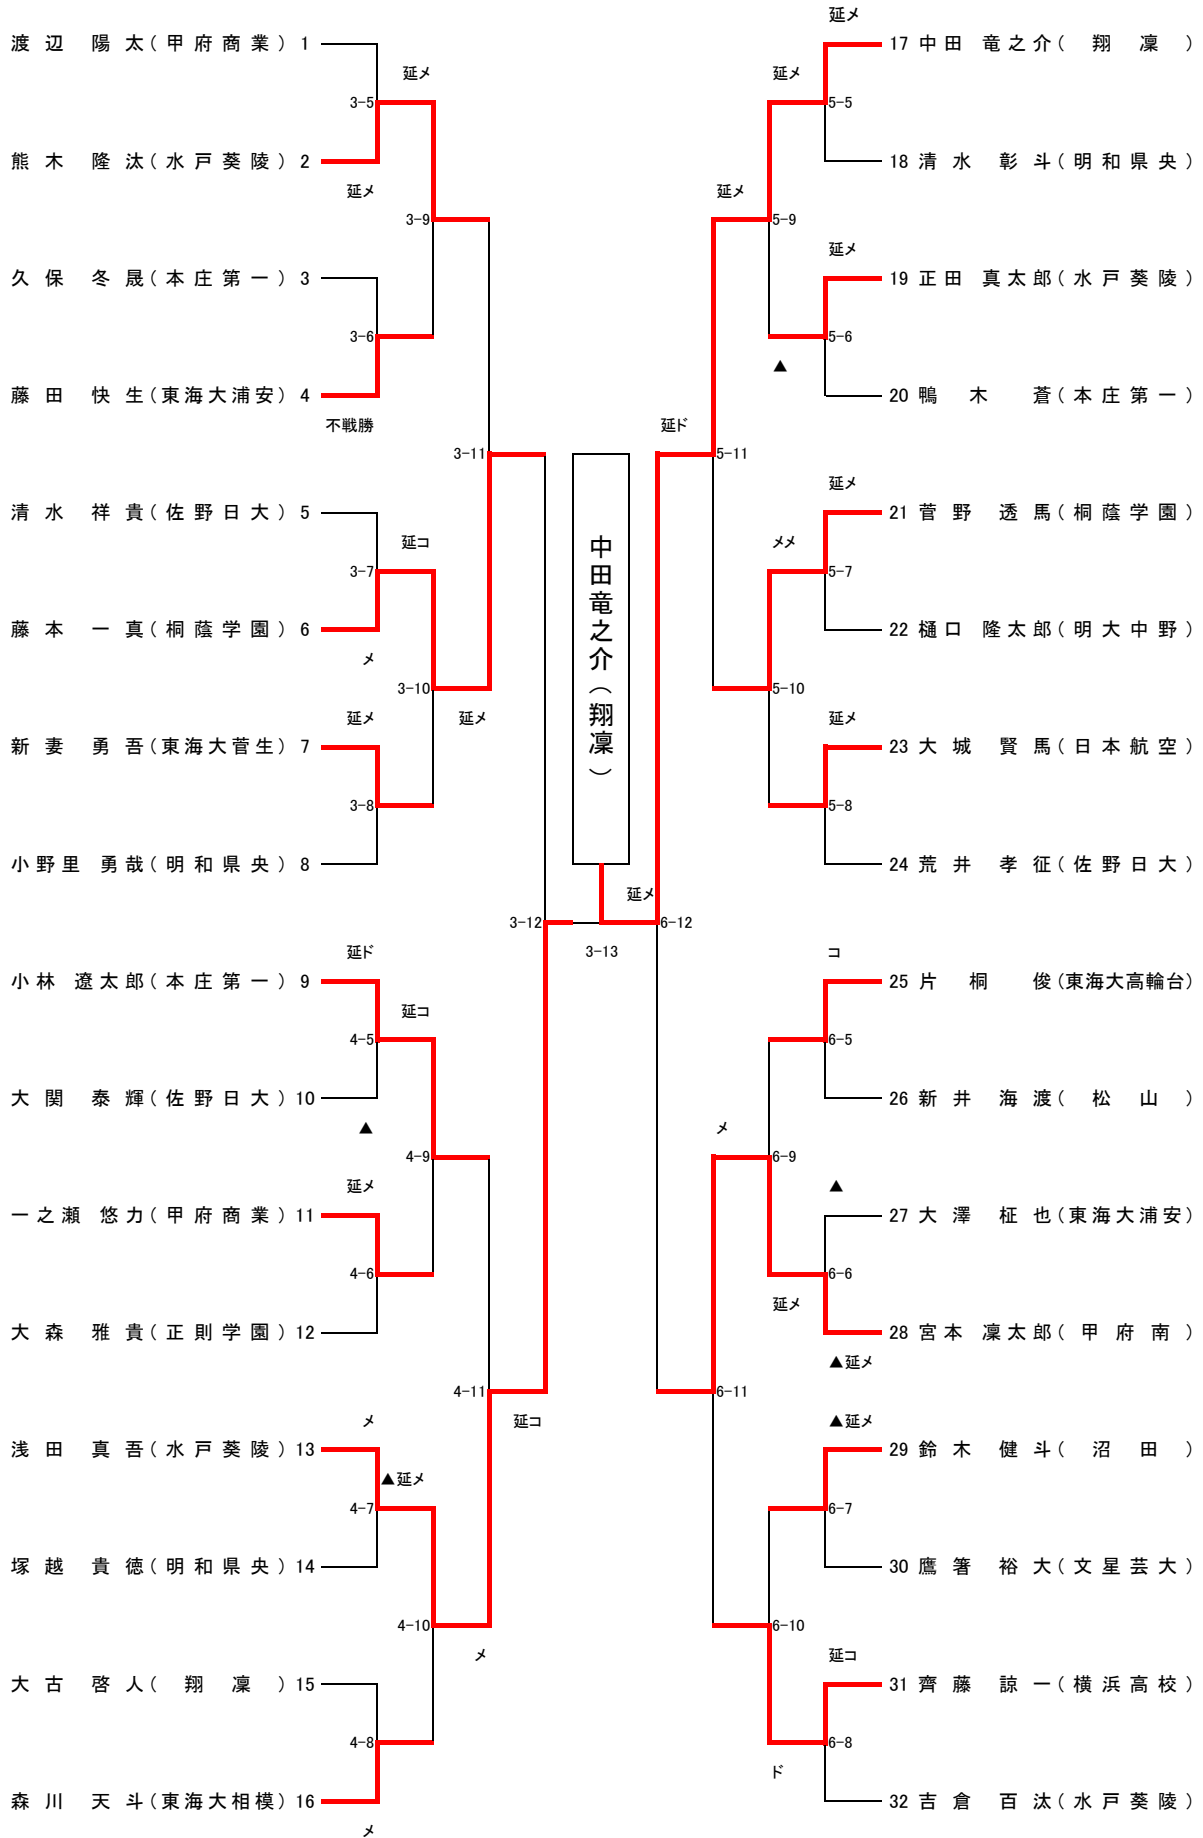 渡辺 陽太(甲府商業) 1
延メ
3-5
熊木 隆汰(水戸葵陵) 2
延メ
3-9
久保 冬晟(本庄第一) 3
3-6
藤田 快生(東海大浦安) 4
不戦勝
3-11
清水 祥貴(佐野日大) 5
延コ
3-7
藤本 一真(桐蔭学園) 6
メ
3-10
延メ
延メ
新妻 勇吾(東海大菅生) 7
3-8
小野里 勇哉(明和県央) 8
3-12
延ド
小林 遼太郎(本庄第一) 9
延コ
4-5
大関 泰輝(佐野日大) 10
▲
4-9
延メ
一之瀬 悠力(甲府商業) 11
4-6
大森 雅貴(正則学園) 12
4-11
延コ
メ
浅田 真吾(水戸葵陵) 13
▲延メ
4-7
塚越 貴徳(明和県央) 14
4-10
メ
大古 啓人(翔凜) 15
4-8
森川 天斗(東海大相模) 16
メ
中田竜之介(翔凜)
延メ
3-13
延メ
17 中田 竜之介(翔凜)
延メ
5-5
18 清水 彰斗(明和県央)
延メ
5-9
延メ
19 正田 真太郎(水戸葵陵)
5-6
▲
20 鴨木 蒼(本庄第一)
延ド
5-11
延メ
21 菅野 透馬(桐蔭学園)
メメ
5-7
22 樋口 隆太郎(明大中野)
5-10
延メ
23 大城 賢馬(日本航空)
5-8
24 荒井 孝征(佐野日大)
6-12
コ
25 片桐 俊(東海大高輪台)
6-5
26 新井 海渡(松山)
メ
6-9
▲
27 大澤 柾也(東海大浦安)
6-6
延メ
28 宮本 凜太郎(甲府南)
▲延メ
6-11
▲延メ
29 鈴木 健斗(沼田)
6-7
30 鷹箸 裕大(文星芸大)
6-10
延コ
31 齊藤 諒一(横浜高校)
6-8
ド
32 吉倉 百汰(水戸葵陵)